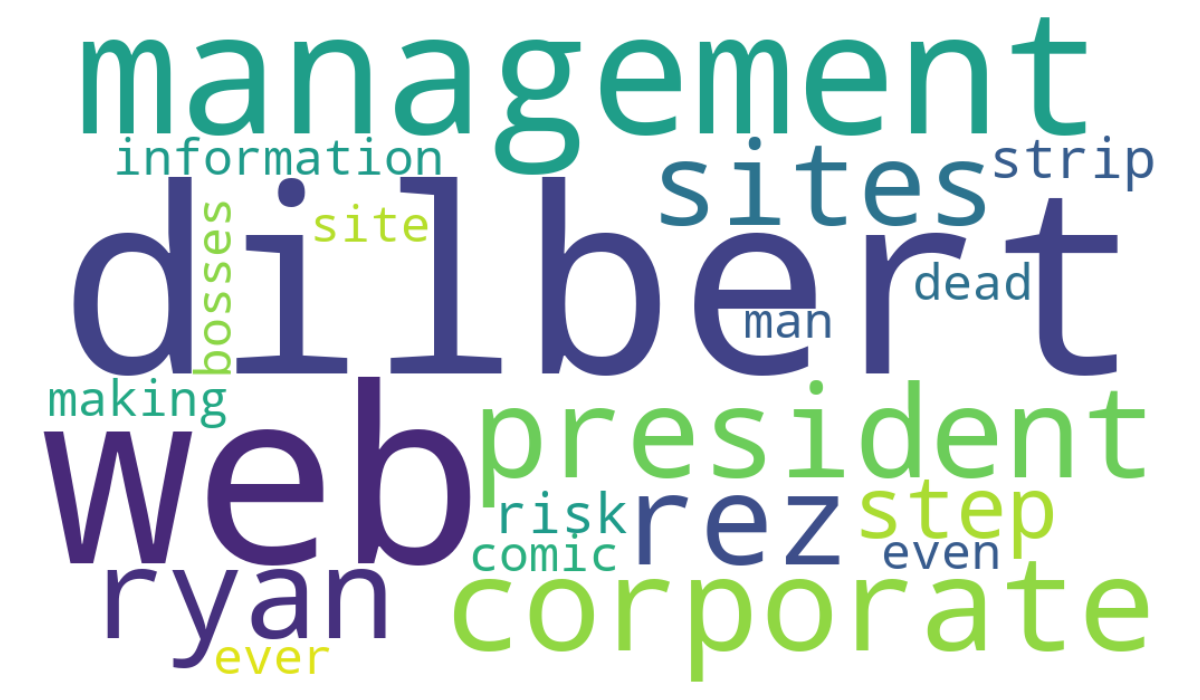 management
information
sites
strip
dilbert
bosses
site
dead
man
making
web
president
risk
rez
step
comic
even
ryan
corporate
ever